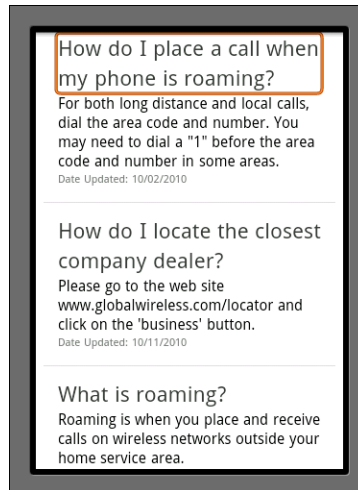 How do I place a call when
my phone is roaming?
For both long distance and local calls,
dial the area code and number. You
may need to dial a "1" before the area
code and number in some areas.
Date Updated: 10/02/2010
How do I locate the closest
company dealer?
Please go to the web site
www.globalwireless.com/locator and
click on the 'business' button.
Date Updated: 10/11/2010
What is roaming?
Roaming is when you place and receive
calls on wireless networks outside your
home service area.